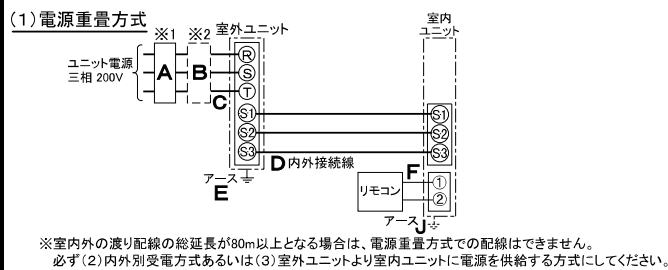 (1)電源重畳方式
※1 ※2 室外ユニット 室内ユニット
ユニット電源
三相 200V
A B C
R
S
T
S1 S1
S2 S2
S3 S3
D 内外接続線
アース
E
リモコン F ① ②
アース J
※室内外の渡り配線の総延長が80m以上となる場合は、電源重畳方式での配線はできません。
必ず(2)内外別受電方式あるいは(3)室外ユニットより室内ユニットに電源を供給する方式にしてください。